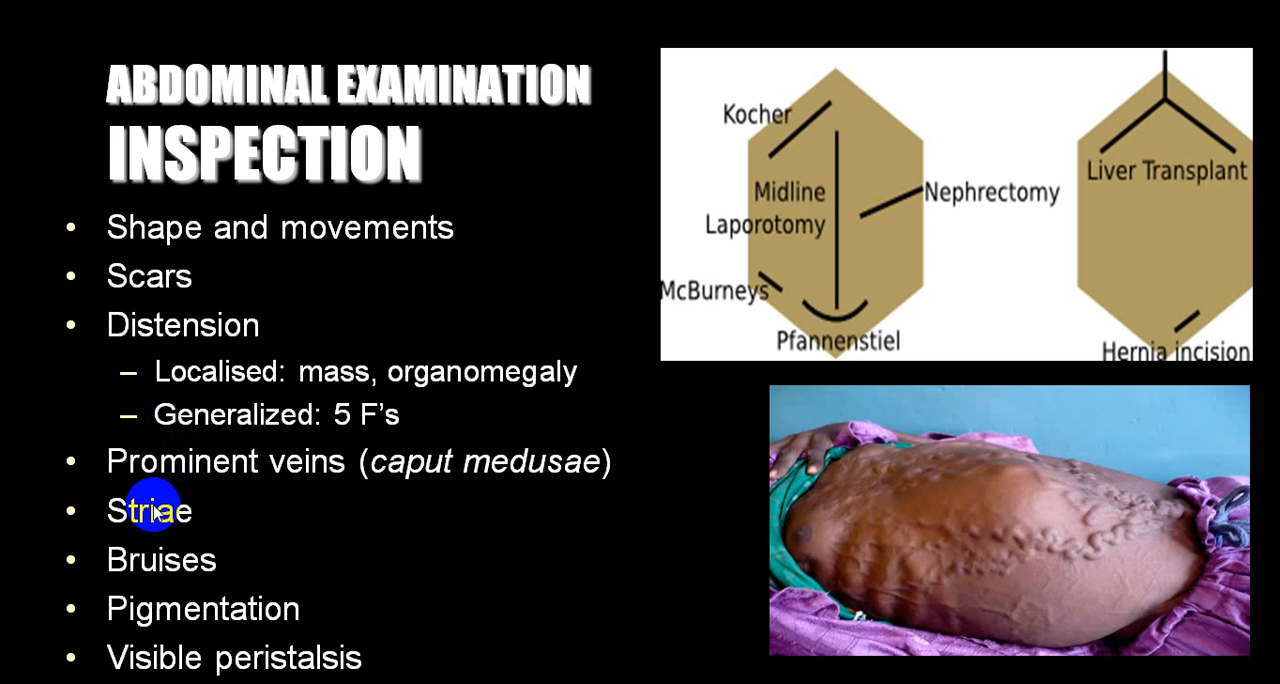 ABDOMINAL EXAMINATION
INSPECTION
• Shape and movements
• Scars
• Distension
– Localised: mass, organomegaly
– Generalized: 5 F’s
• Prominent veins (caput medusae)
• Striae
• Bruises
• Pigmentation
• Visible peristalsis
Kocher
Midline
Laporotomy
Nephrectomy
McBurneys
Pfannenstiel
Liver Transplant
Hernia incision